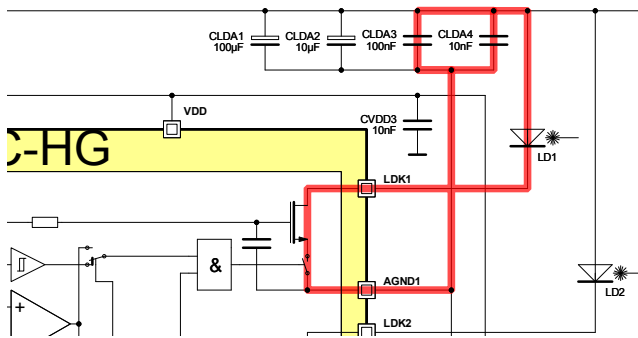 CLDA1
100µF
CLDA2
10µF
CLDA3
100nF
CLDA4
10nF
VDD
CVDD3
10nF
C-HG
LD1
LDK1
&
AGND1
LD2
+
LDK2